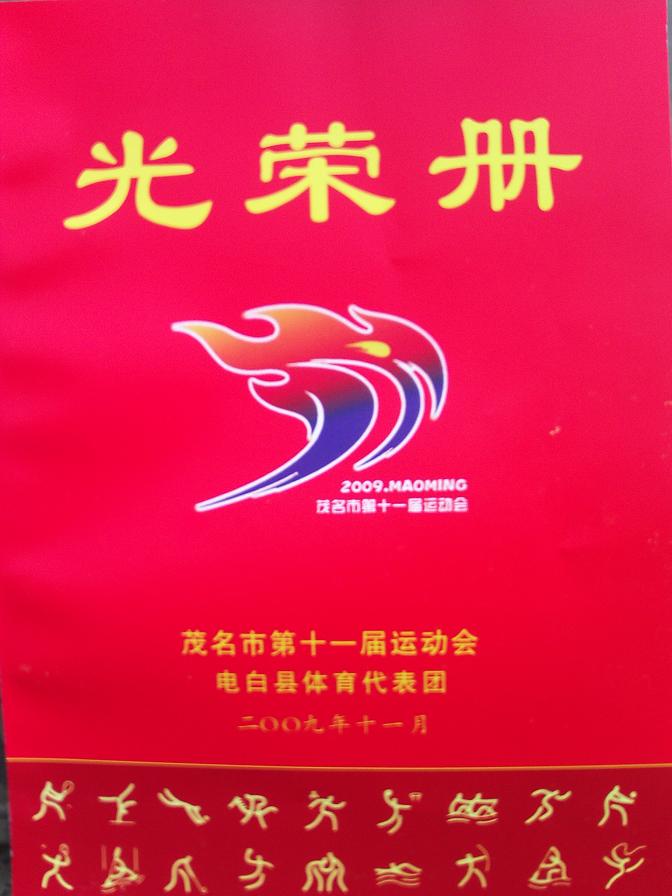 光荣册
2009.MAOMING
茂名市第十一届运动会
茂名市第十一届运动会
电白县体育代表团
二〇〇九年十一月